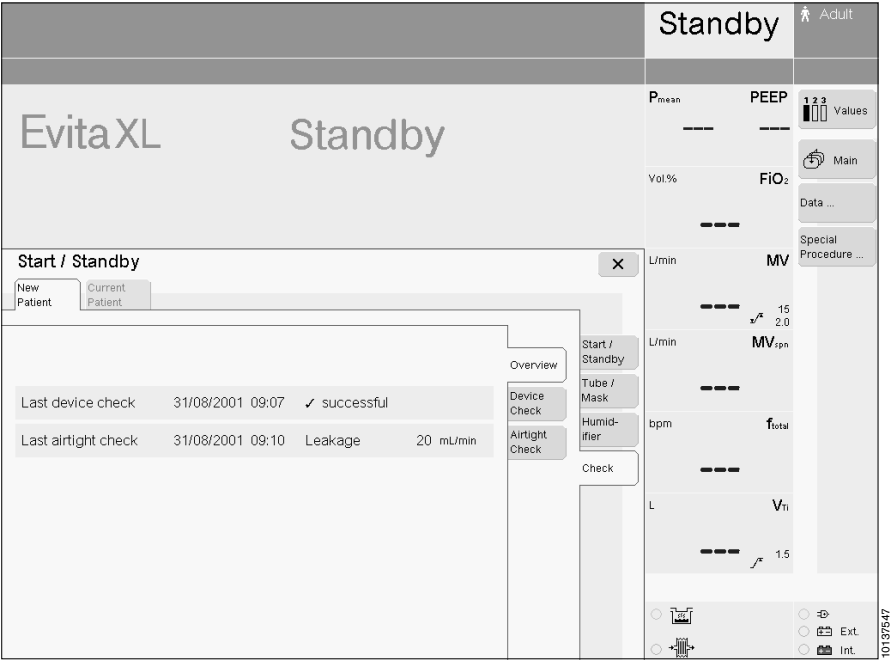 Standby
Adult
Evita XL Standby
Pmean PEEP
--- ---
Vol.% FiO2
---
L/min MV
---
15
2.0
L/min MVspn
---
bpm ftotal
---
L VTi
---
1.5
1 2 3
Values
Main
Data ...
Special
Procedure ...
Start / Standby
New
Patient
Current
Patient
Overview
Device
Check
Airtight
Check
Start /
Standby
Tube /
Mask
Humid-
ifier
Check
Last device check 31/08/2001 09:07 ✓ successful
Last airtight check 31/08/2001 09:10 Leakage 20 mL/min
Ext.
Int.
10137547